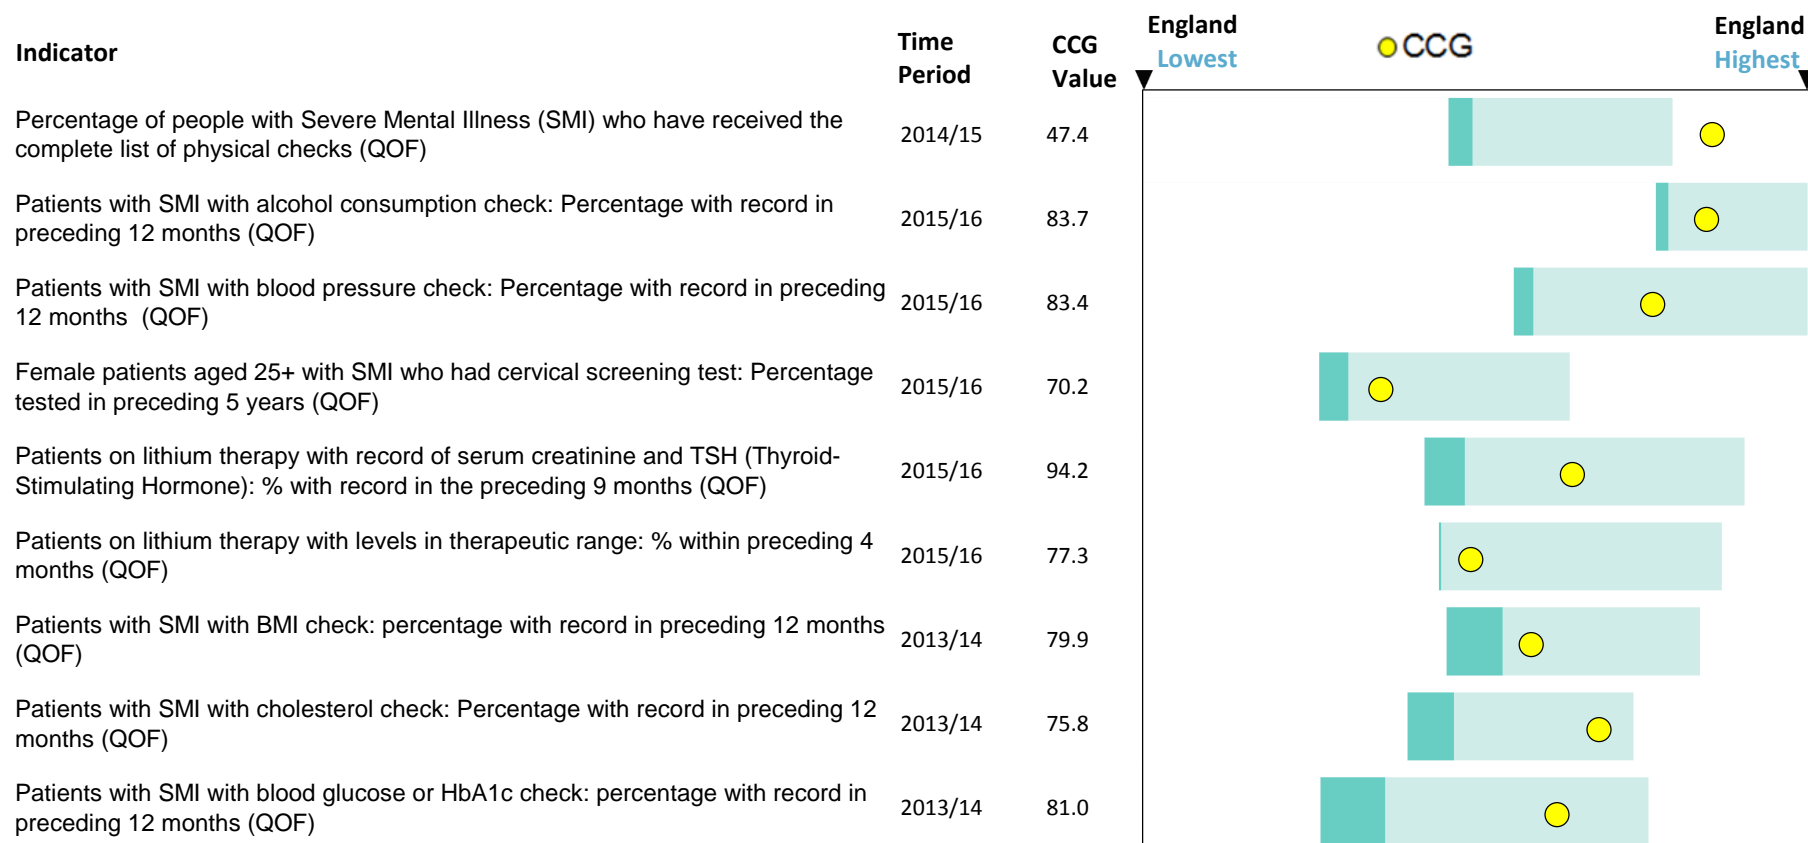 Indicator
Time
Period
CCG
Value
England
Lowest
CCG
England
Highest
Percentage of people with Severe Mental Illness (SMI) who have received the
complete list of physical checks (QOF)
2014/15
47.4
Patients with SMI with alcohol consumption check: Percentage with record in
preceding 12 months (QOF)
2015/16
83.7
Patients with SMI with blood pressure check: Percentage with record in preceding
12 months  (QOF)
2015/16
83.4
Female patients aged 25+ with SMI who had cervical screening test: Percentage
tested in preceding 5 years (QOF)
2015/16
70.2
Patients on lithium therapy with record of serum creatinine and TSH (Thyroid-
Stimulating Hormone): % with record in the preceding 9 months (QOF)
2015/16
94.2
Patients on lithium therapy with levels in therapeutic range: % within preceding 4
months (QOF)
2015/16
77.3
Patients with SMI with BMI check: percentage with record in preceding 12 months
(QOF)
2013/14
79.9
Patients with SMI with cholesterol check: Percentage with record in preceding 12
months (QOF)
2013/14
75.8
Patients with SMI with blood glucose or HbA1c check: percentage with record in
preceding 12 months (QOF)
2013/14
81.0